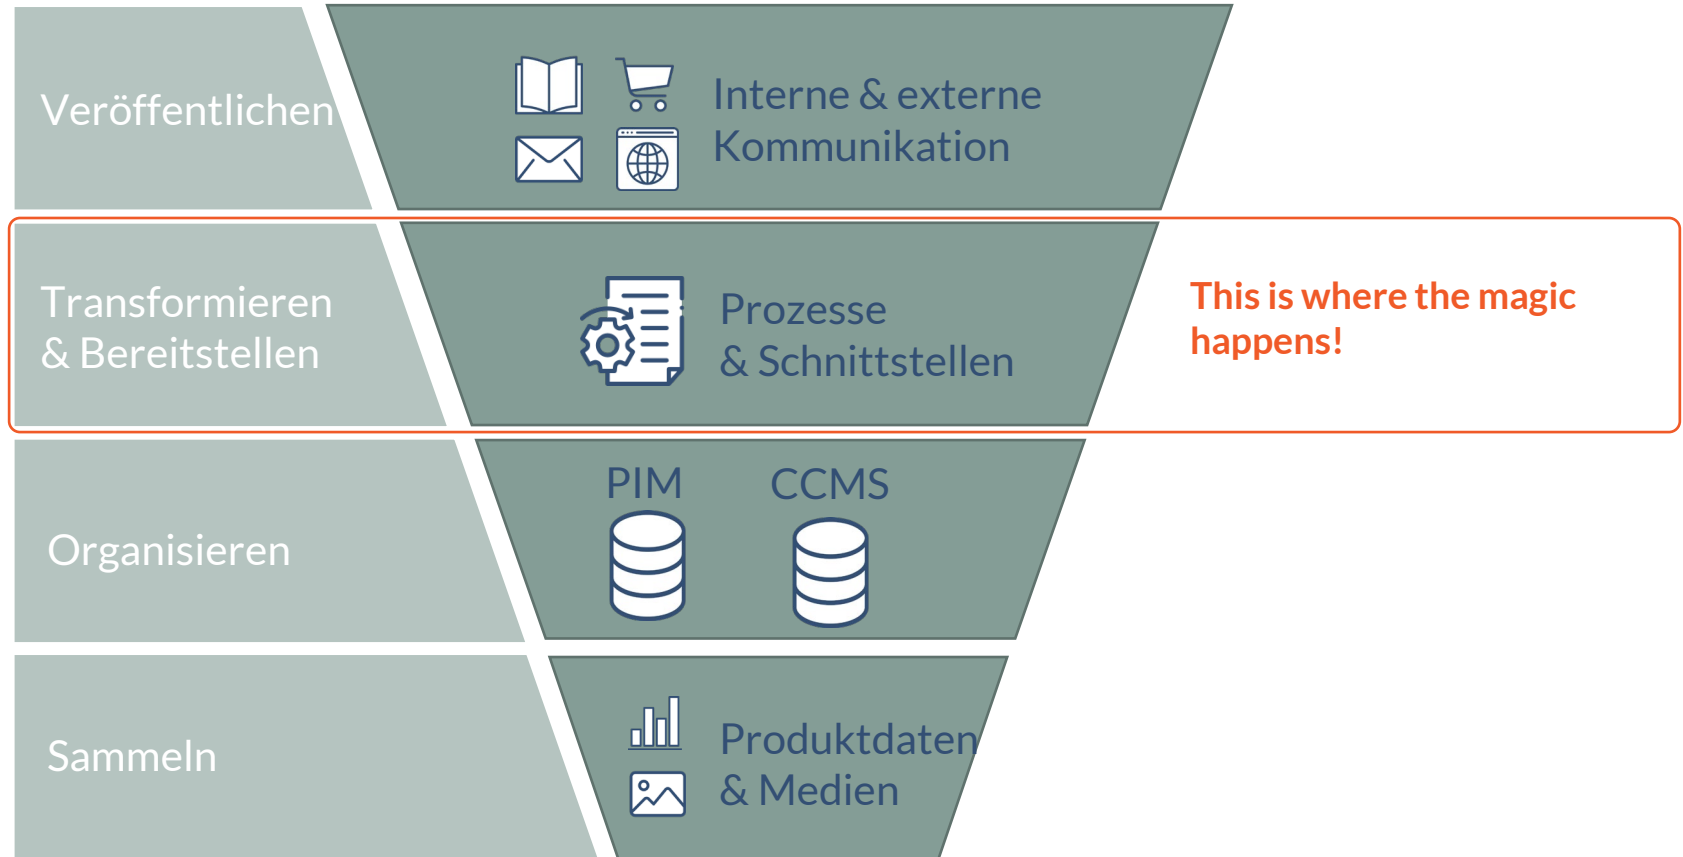 Veröffentlichen
Interne & externe
Kommunikation
Transformieren
& Bereitstellen
Prozesse
& Schnittstellen
This is where the magic
happens!
Organisieren
PIM
CCMS
Sammeln
Produktdaten
& Medien